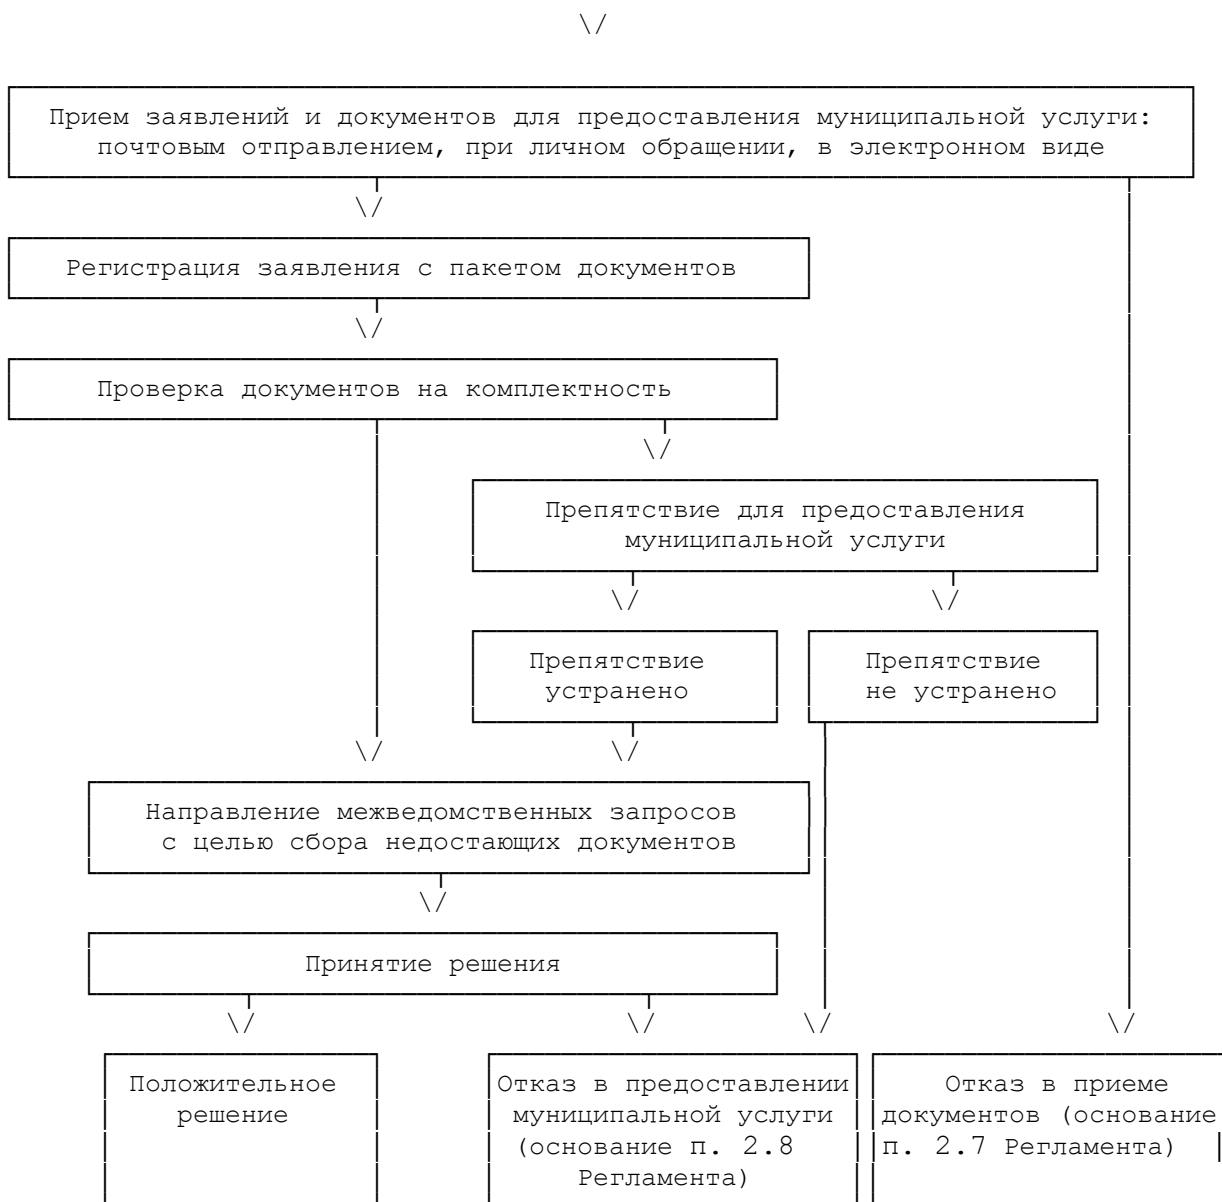 Прием заявлений и документов для предоставления муниципальной услуги:
почтовым отправлением, при личном обращении, в электронном виде
Регистрация заявления с пакетом документов
Проверка документов на комплектность
Препятствие для предоставления
муниципальной услуги
Препятствие
устранено
Препятствие
не устранено
Направление межведомственных запросов
с целью сбора недостающих документов
Принятие решения
Положительное
решение
Отказ в предоставлении
муниципальной услуги
(основание п. 2.8
Регламента)
Отказ в приеме
документов (основание
п. 2.7 Регламента)